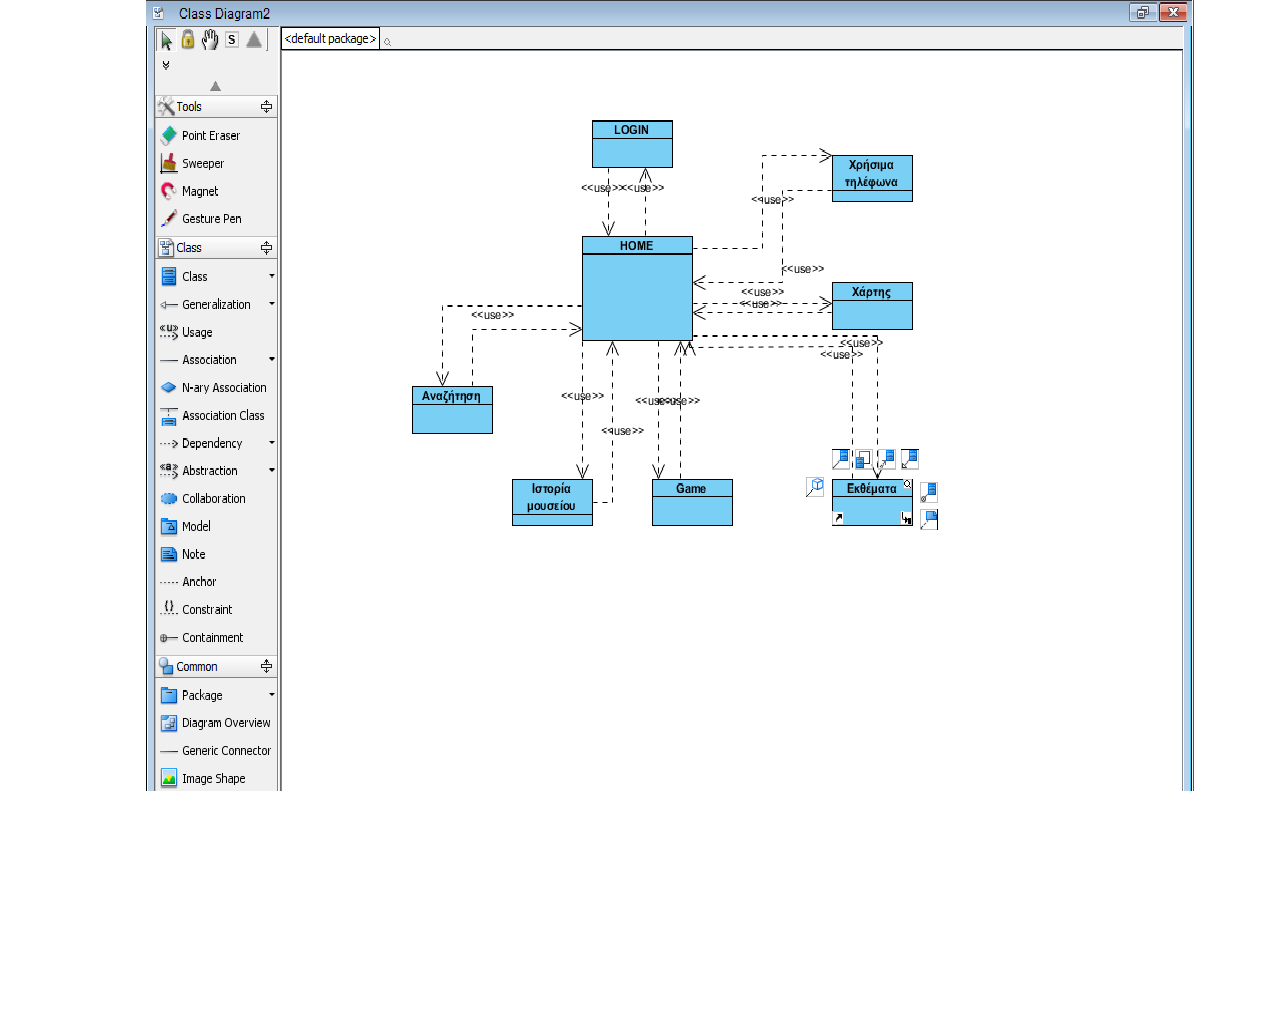 Class Diagram2
<default package>
S
Tools
Point Eraser
Sweeper
Magnet
Gesture Pen
Class
Class
Generalization
Usage
Association
N-ary Association
Association Class
Dependency
Abstraction
Collaboration
Model
Note
Anchor
Constraint
Containment
Common
Package
Diagram Overview
Generic Connector
Image Shape
LOGIN
<<use>>
<<use>>
Χρήσιμα
τηλέφωνα
<<use>>
HOME
<<use>>
<<use>>
Χάρτης
<<use>>
<<use>>
<<use>>
<<use>>
Αναζήτηση
<<use>>
<<use>>
<<use>>
<<use>>
Ιστορία
μουσείου
Game
Εκθέματα